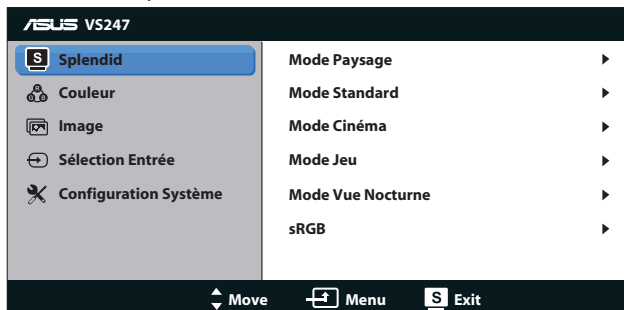 ASUS VS247
S Splendid
Couleur
Image
Sélection Entrée
Configuration Système
Mode Paysage
Mode Standard
Mode Cinéma
Mode Jeu
Mode Vue Nocturne
sRGB
Move Menu S Exit